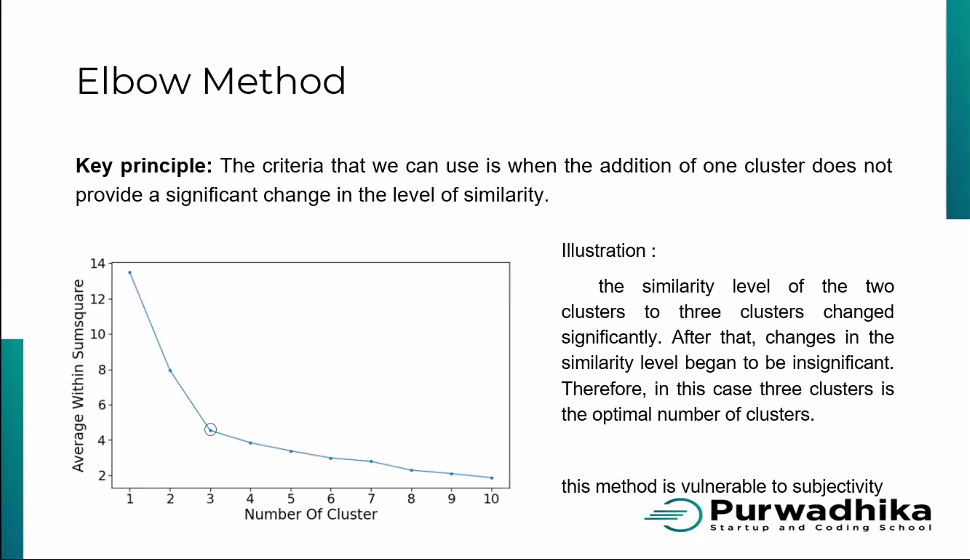 Elbow Method
Key principle: The criteria that we can use is when the addition of one cluster does not
provide a significant change in the level of similarity.
Illustration :
the similarity level of the two
clusters to three clusters changed
significantly. After that, changes in the
similarity level began to be insignificant.
Therefore, in this case three clusters is
the optimal number of clusters.
this method is vulnerable to subjectivity
Average Within Sumsquare
14
12
10
8
6
4
2
1 2 3 4 5 6 7 8 9 10
Number Of Cluster
Purwadhika
Startup and Coding School